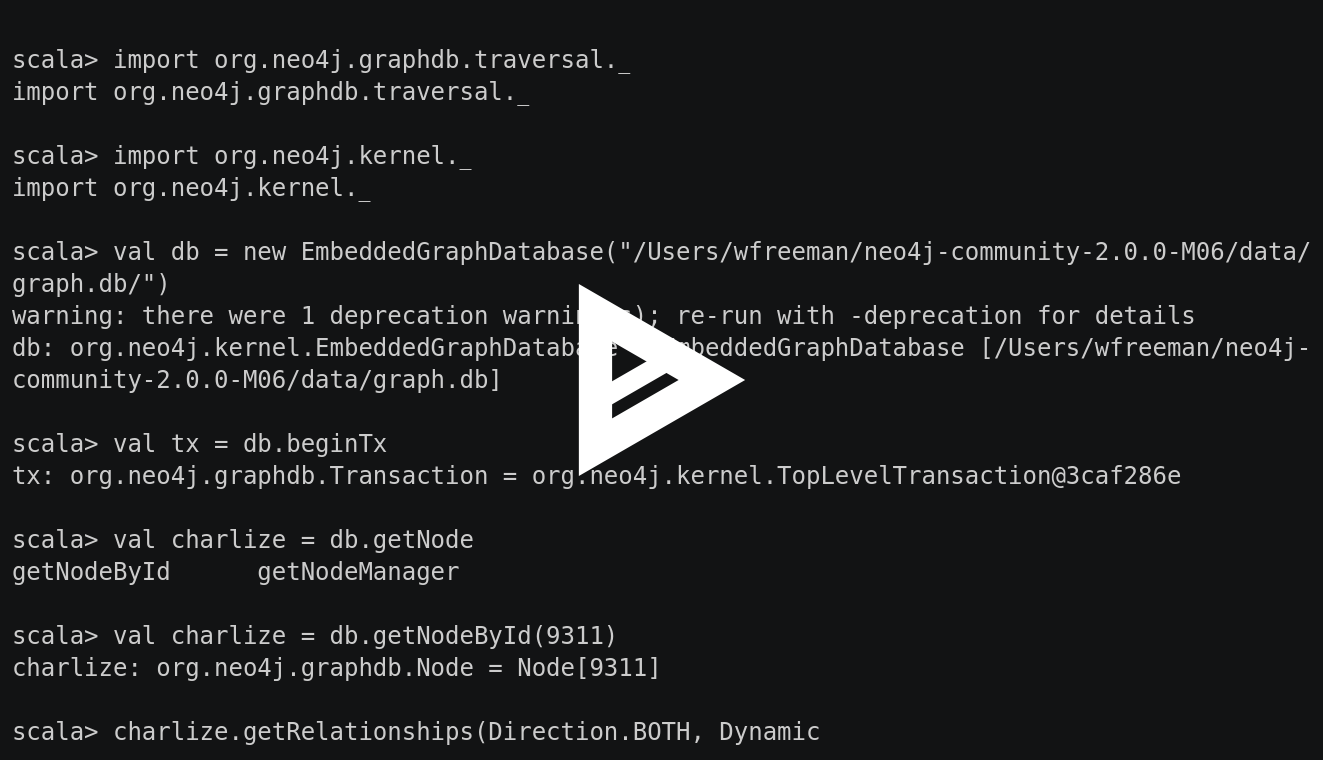 scala> import org.neo4j.graphdb.traversal._
import org.neo4j.graphdb.traversal._
scala> import org.neo4j.kernel._
import org.neo4j.kernel._
scala> val db = new EmbeddedGraphDatabase("/Users/wfreeman/neo4j-community-2.0.0-M06/data/
graph.db/")
warning: there were 1 deprecation re-run with -deprecation for details
db: org.neo4j.kernel.EmbeddedGraphDatabase [/Users/wfreeman/neo4j-
community-2.0.0-M06/data/graph.db]
scala> val tx = db.beginTx
tx: org.neo4j.graphdb.Transaction = org.neo4j.kernel.TopLevelTransaction@3caf286e
scala> val charlize = db.getNode
getNodeById getNodeManager
scala> val charlize = db.getNodeById(9311)
charlize: org.neo4j.graphdb.Node = Node[9311]
scala> charlize.getRelationships(Direction.BOTH, Dynamic